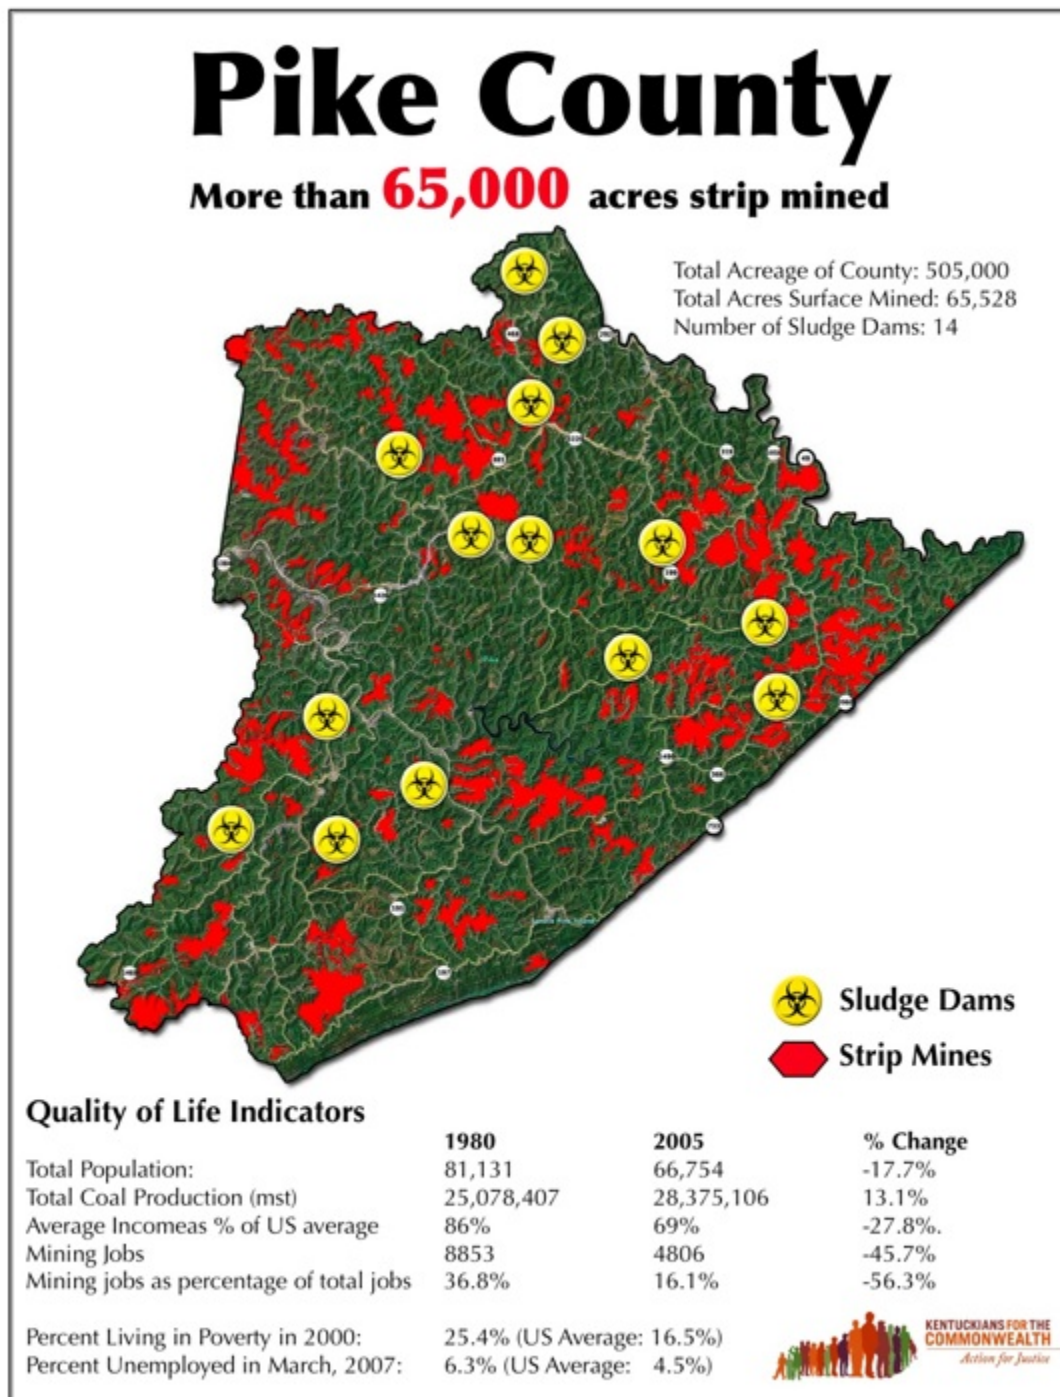 Pike County
More than 65,000 acres strip mined
Total Acreage of County: 505,000
Total Acres Surface Mined: 65,528
Number of Sludge Dams: 14
Sludge Dams
Strip Mines
Quality of Life Indicators
1980 2005 % Change
Total Population: 81,131 66,754 -17.7%
Total Coal Production (mst) 25,078,407 28,375,106 13.1%
Average Incomeas % of US average 86% 69% -27.8%.
Mining Jobs 8853 4806 -45.7%
Mining jobs as percentage of total jobs 36.8% 16.1% -56.3%
Percent Living in Poverty in 2000: 25.4% (US Average: 16.5%)
Percent Unemployed in March, 2007: 6.3% (US Average: 4.5%)
KENTUCKIANS FOR THE
COMMONWEALTH
Action for Justice